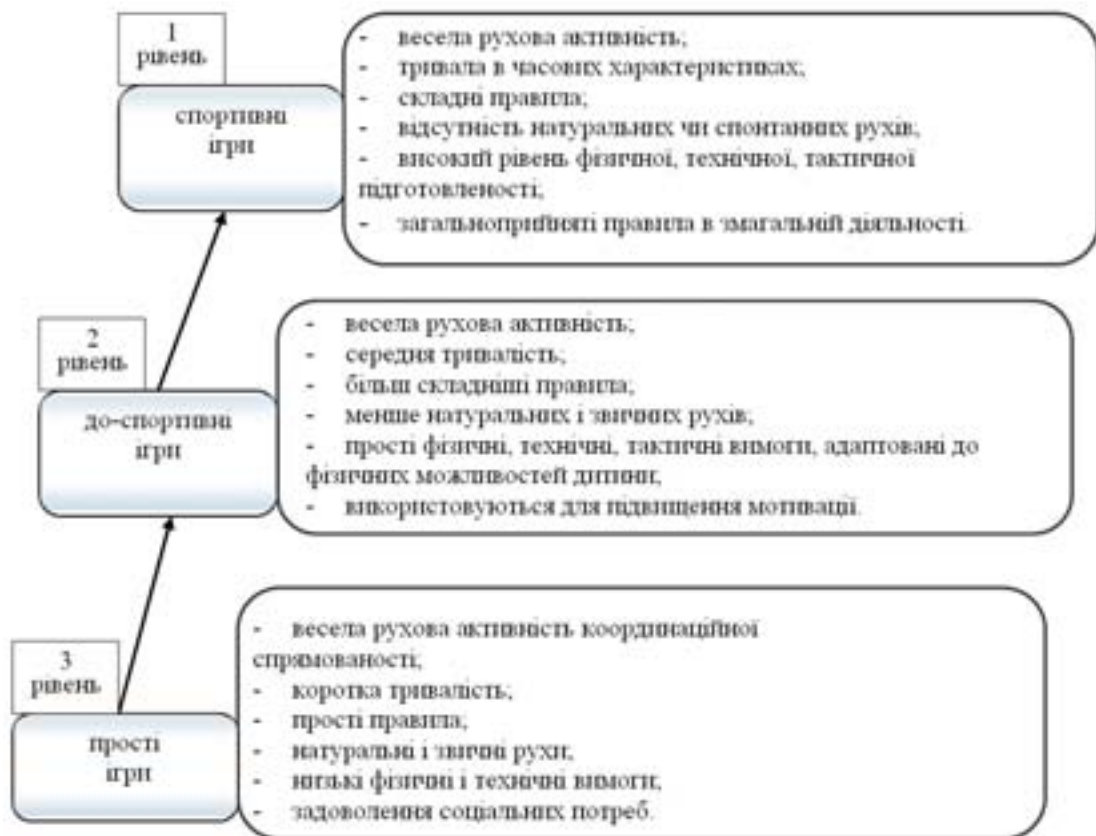 1
рівень
спортивні
ігри
- весела рухова активність;
- тривала в часових характеристиках;
- складні правила;
- відсутність натуральних чи спонтанних рухів;
- високий рівень фізичної, технічної, тактичної
підготовленості;
- загальноприйняті правила в змагальній діяльності.
2
рівень
до-спортивні
ігри
- весела рухова активність;
- середня тривалість;
- більш складніші правила;
- менше натуральних і звичних рухів;
- прості фізичні, технічні, тактичні вимоги, адаптовані до
фізичних можливостей дитини;
- використовуються для підвищення мотивації.
3
рівень
прості
ігри
- весела рухова активність координаційної
спрямованості;
- коротка тривалість;
- прості правила;
- натуральні і звичні рухи;
- низькі фізичні і технічні вимоги;
- задоволення соціальних потреб.